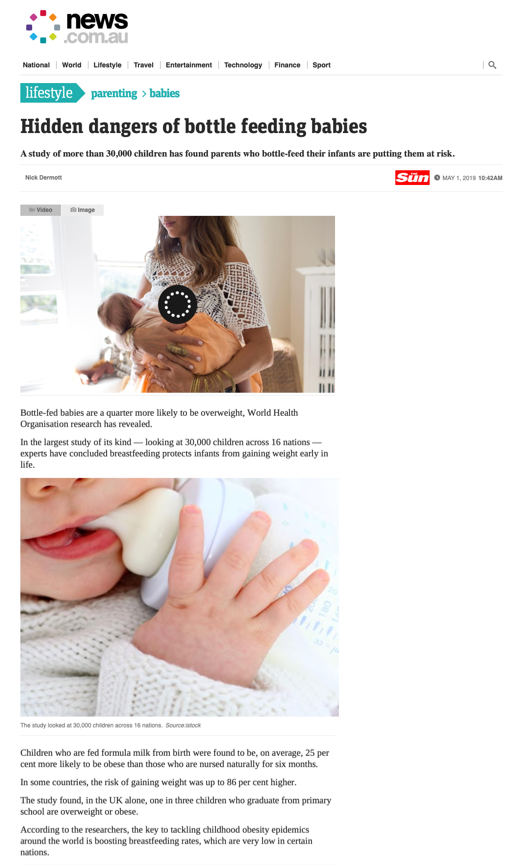 news
.com.au
National World Lifestyle Travel Entertainment Technology Finance Sport
lifestyle parenting > babies
Hidden dangers of bottle feeding babies
A study of more than 30,000 children has found parents who bottle-feed their infants are putting them at risk.
Nick Dermott The Sun MAY 1, 2019 10:42AM
Video Image
Bottle-fed babies are a quarter more likely to be overweight, World Health
Organisation research has revealed.
In the largest study of its kind — looking at 30,000 children across 16 nations —
experts have concluded breastfeeding protects infants from gaining weight early in
life.
The study looked at 30,000 children across 16 nations. Source:istock
Children who are fed formula milk from birth were found to be, on average, 25 per
cent more likely to be obese than those who are nursed naturally for six months.
In some countries, the risk of gaining weight was up to 86 per cent higher.
The study found, in the UK alone, one in three children who graduate from primary
school are overweight or obese.
According to the researchers, the key to tackling childhood obesity epidemics
around the world is boosting breastfeeding rates, which are very low in certain
nations.